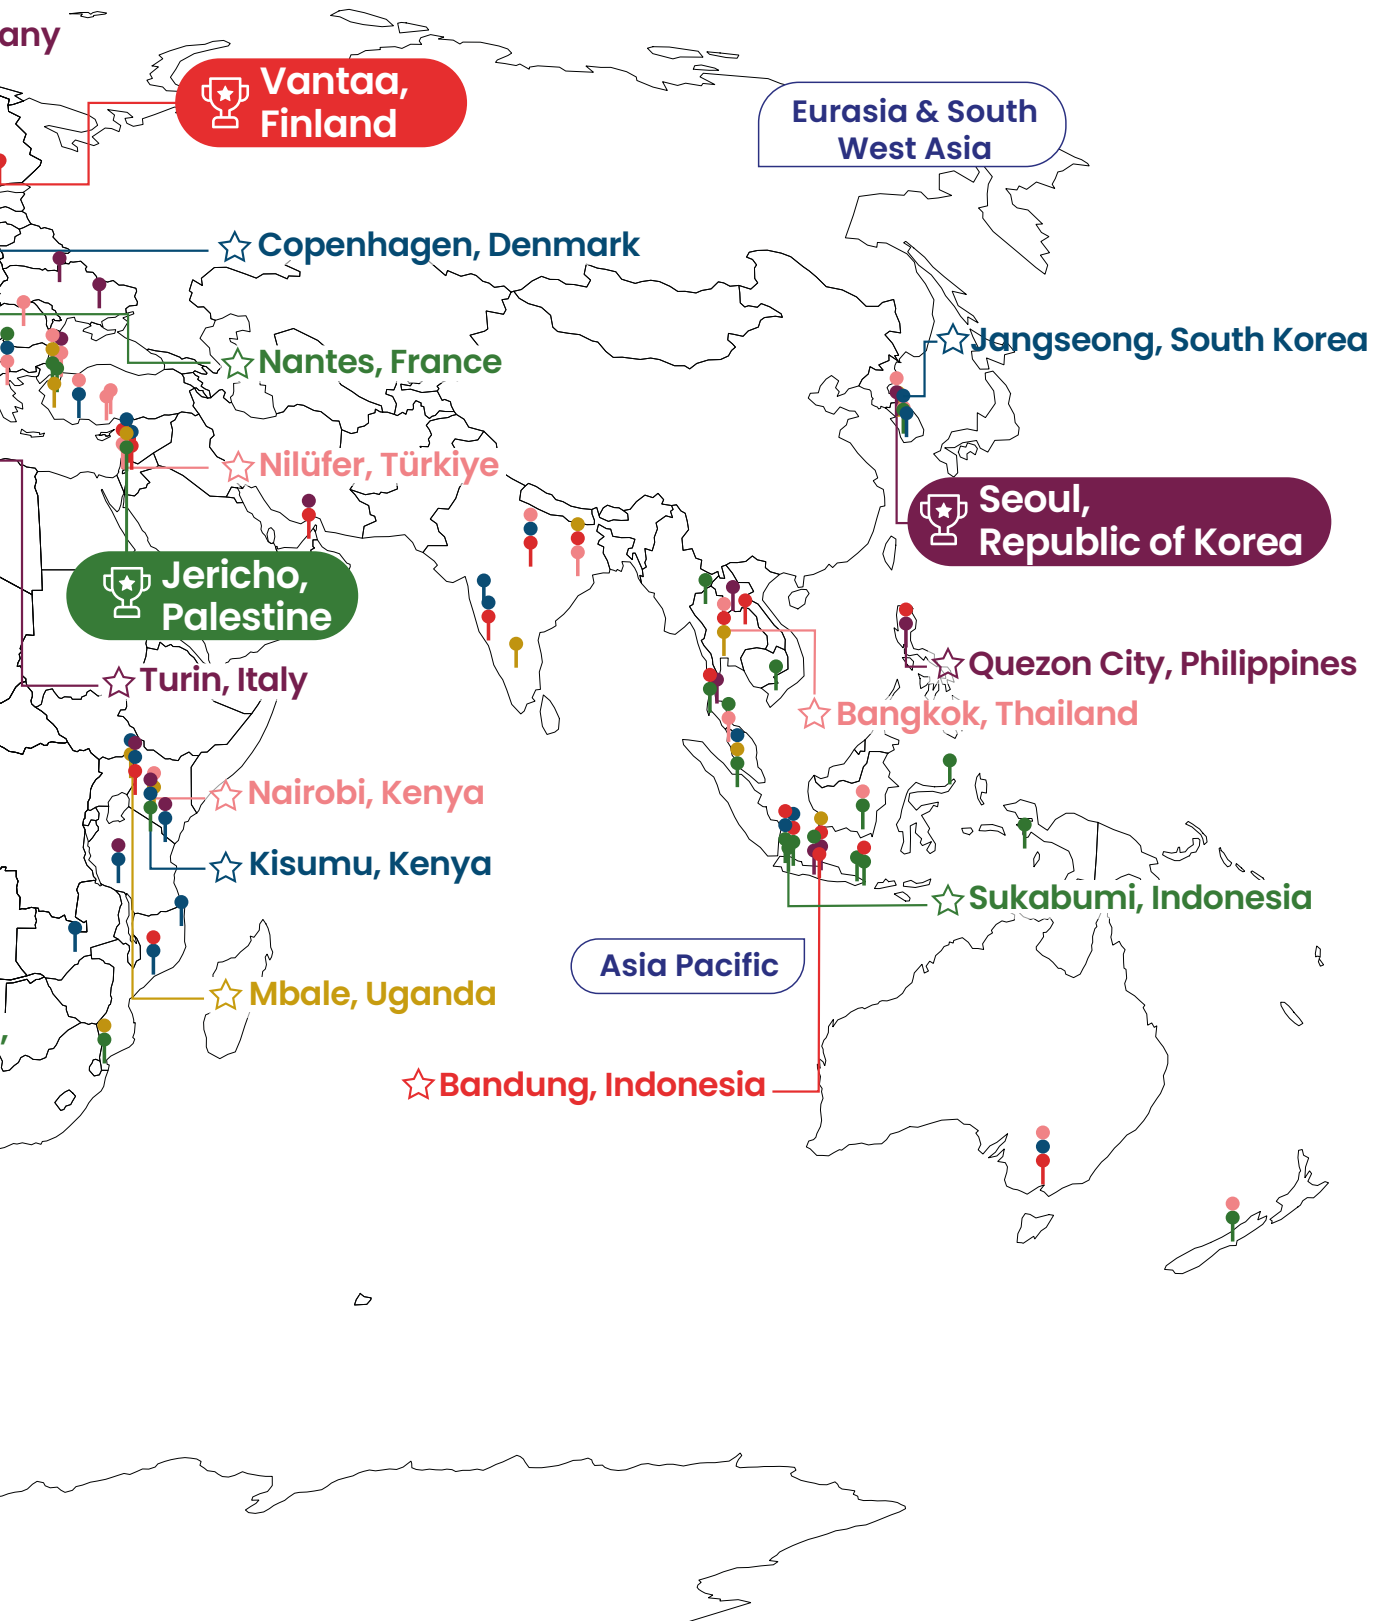 any
Vantaa,
Finland
Eurasia & South
West Asia
Copenhagen, Denmark
Jangseong, South Korea
Nantes, France
Nilüfer, Türkiye
Seoul,
Republic of Korea
Jericho,
Palestine
Quezon City, Philippines
Turin, Italy
Bangkok, Thailand
Nairobi, Kenya
Kisumu, Kenya
Sukabumi, Indonesia
Asia Pacific
Mbale, Uganda
,
Bandung, Indonesia